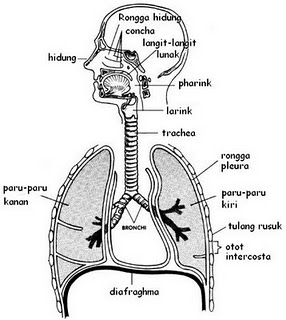 Rongga hidung
concha
langit-langit
lunak
hidung
pharink
larink
trachea
rongga
pleura
paru-paru
kanan
paru-paru
kiri
tulang rusuk
BRONCHI
otot
intercosta
diafraghma